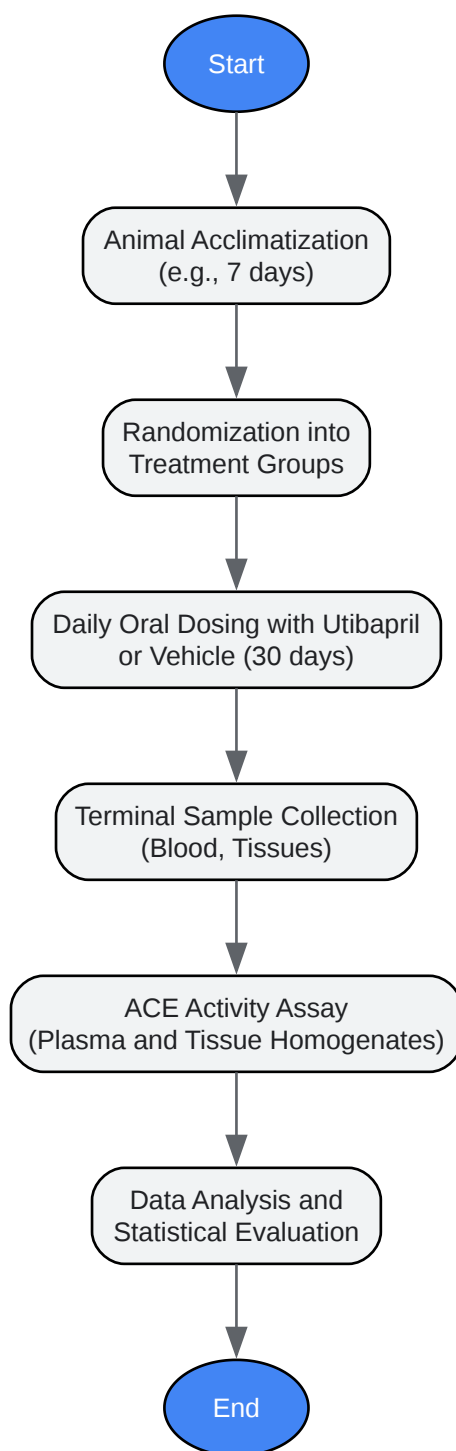 Start
Animal Acclimatization
(e.g., 7 days)
Randomization into
Treatment Groups
Daily Oral Dosing with Utibapril
or Vehicle (30 days)
Terminal Sample Collection
(Blood, Tissues)
ACE Activity Assay
(Plasma and Tissue Homogenates)
Data Analysis and
Statistical Evaluation
End